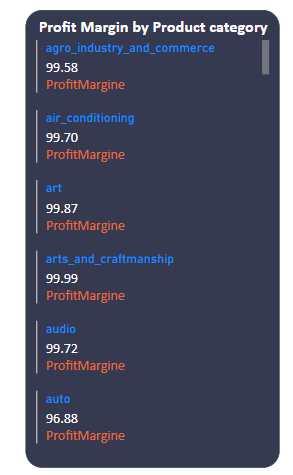 Profit Margin by Product category
agro_industry_and_commerce
99.58
ProfitMargine
air_conditioning
99.70
ProfitMargine
art
99.87
ProfitMargine
arts_and_craftmanship
99.99
ProfitMargine
audio
99.72
ProfitMargine
auto
96.88
ProfitMargine